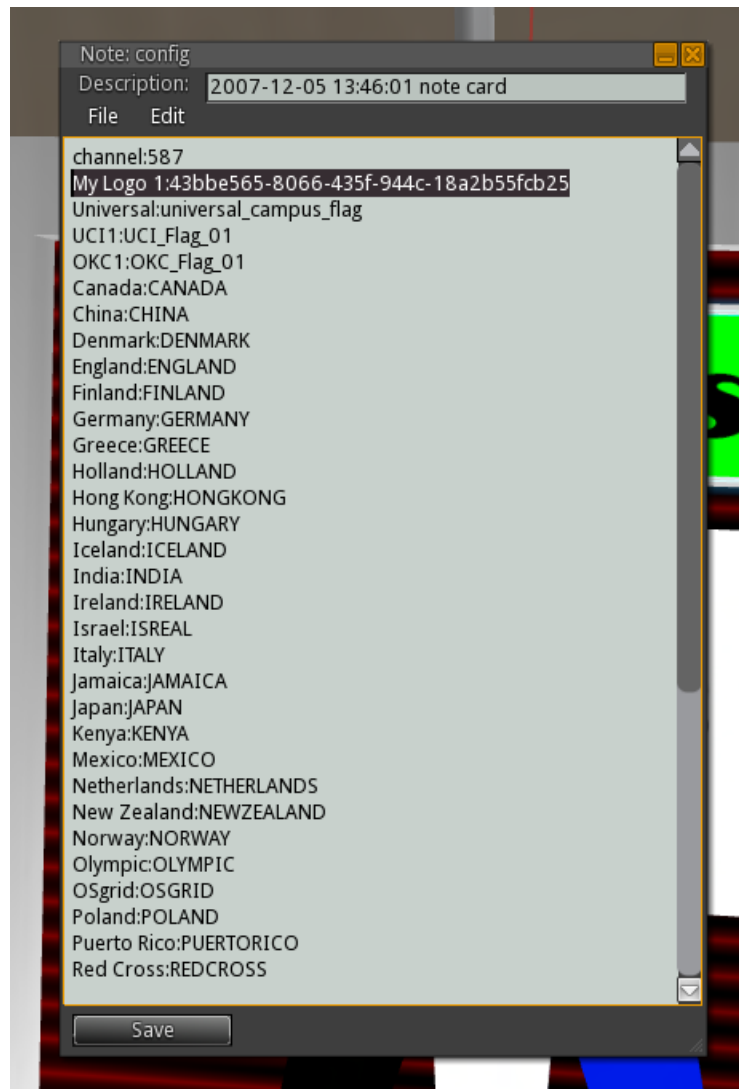 Note: config
Description: 2007-12-05 13:46:01 note card
File Edit
channel:587
My Logo 1:43bbe565-8066-435f-944c-18a2b55fcb25
Universal:universal_campus_flag
UCI1:UCI_Flag_01
OKC1:OKC_Flag_01
Canada:CANADA
China:CHINA
Denmark:DENMARK
England:ENGLAND
Finland:FINLAND
Germany:GERMANY
Greece:GREECE
Holland:HOLLAND
Hong Kong:HONGKONG
Hungary:HUNGARY
Iceland:ICELAND
India:INDIA
Ireland:IRELAND
Israel:ISREAL
Italy:ITALY
Jamaica:JAMAICA
Japan:JAPAN
Kenya:KENYA
Mexico:MEXICO
Netherlands:NETHERLANDS
New Zealand:NEWZEALAND
Norway:NORWAY
Olympic:OLYMPIC
OSgrid:OSGRID
Poland:POLAND
Puerto Rico:PUERTORICO
Red Cross:REDCROSS
Save